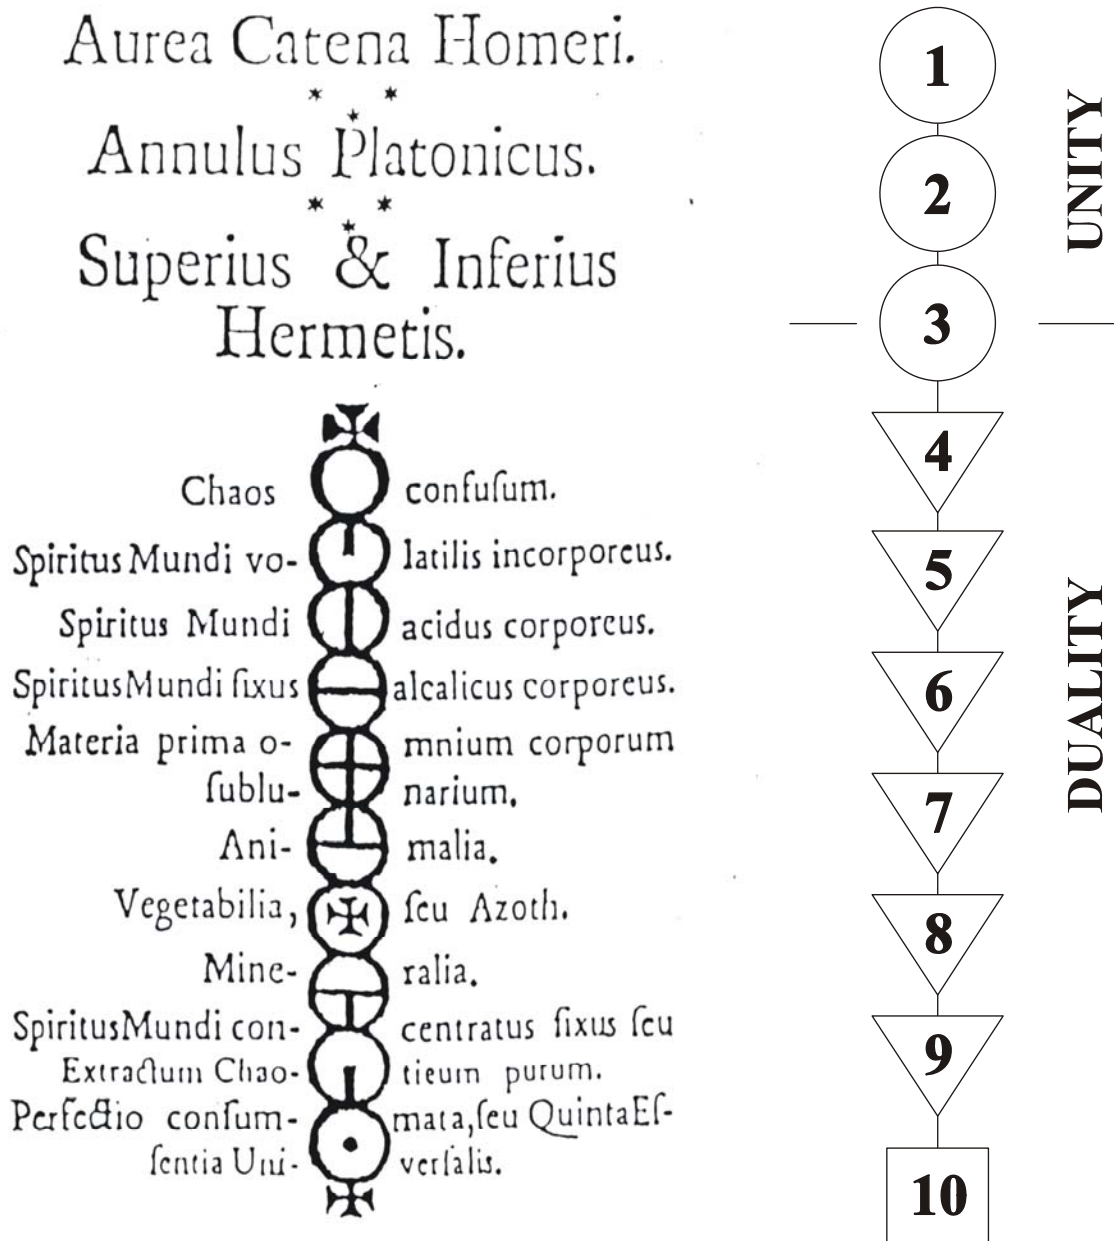 Aurea Catena Homeri.
Annulus Platonicus.
Superius & Inferius
Hermetis.
Chaos confuſum.
Spiritus Mundi vo- latilis incorporeus.
Spiritus Mundi acidus corporeus.
Spiritus Mundi fixus alcalicus corporeus.
Materia prima o- mnium corporum
ſublu- narium.
Ani- malia.
Vegetabilia, ſeu Azoth.
Mine- ralia.
Spiritus Mundi con- centratus fixus ſeu
Extractum Chao- ticum purum.
Perfectio conſum- mata, ſeu Quinta Eſ-
ſentia Uni- verſalis.
1
2
3
4
5
6
7
8
9
10
UNITY
DUALITY